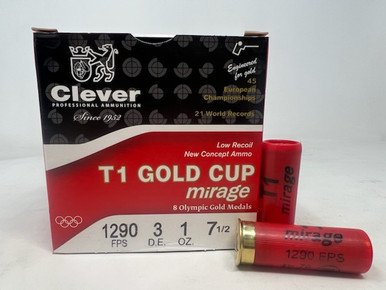 Clever
PROFESSIONAL AMMUNITION
Since 1932
Engineered
for gold
45
European
Championships
21 World Records
Low Recoil
New Concept Ammo
T1 GOLD CUP
mirage
8 Olympic Gold Medals
1290 3 1 7 1/2
FPS D.E. OZ.
T1
mirage
mirage
1290 FPS